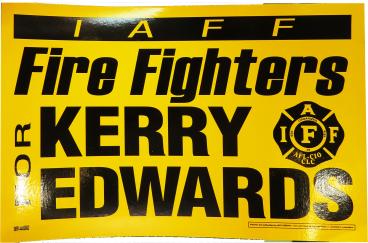 IAFF
Fire Fighters
FOR
KERRY
EDWARDS
I A F F
AFL-CIO
CLC